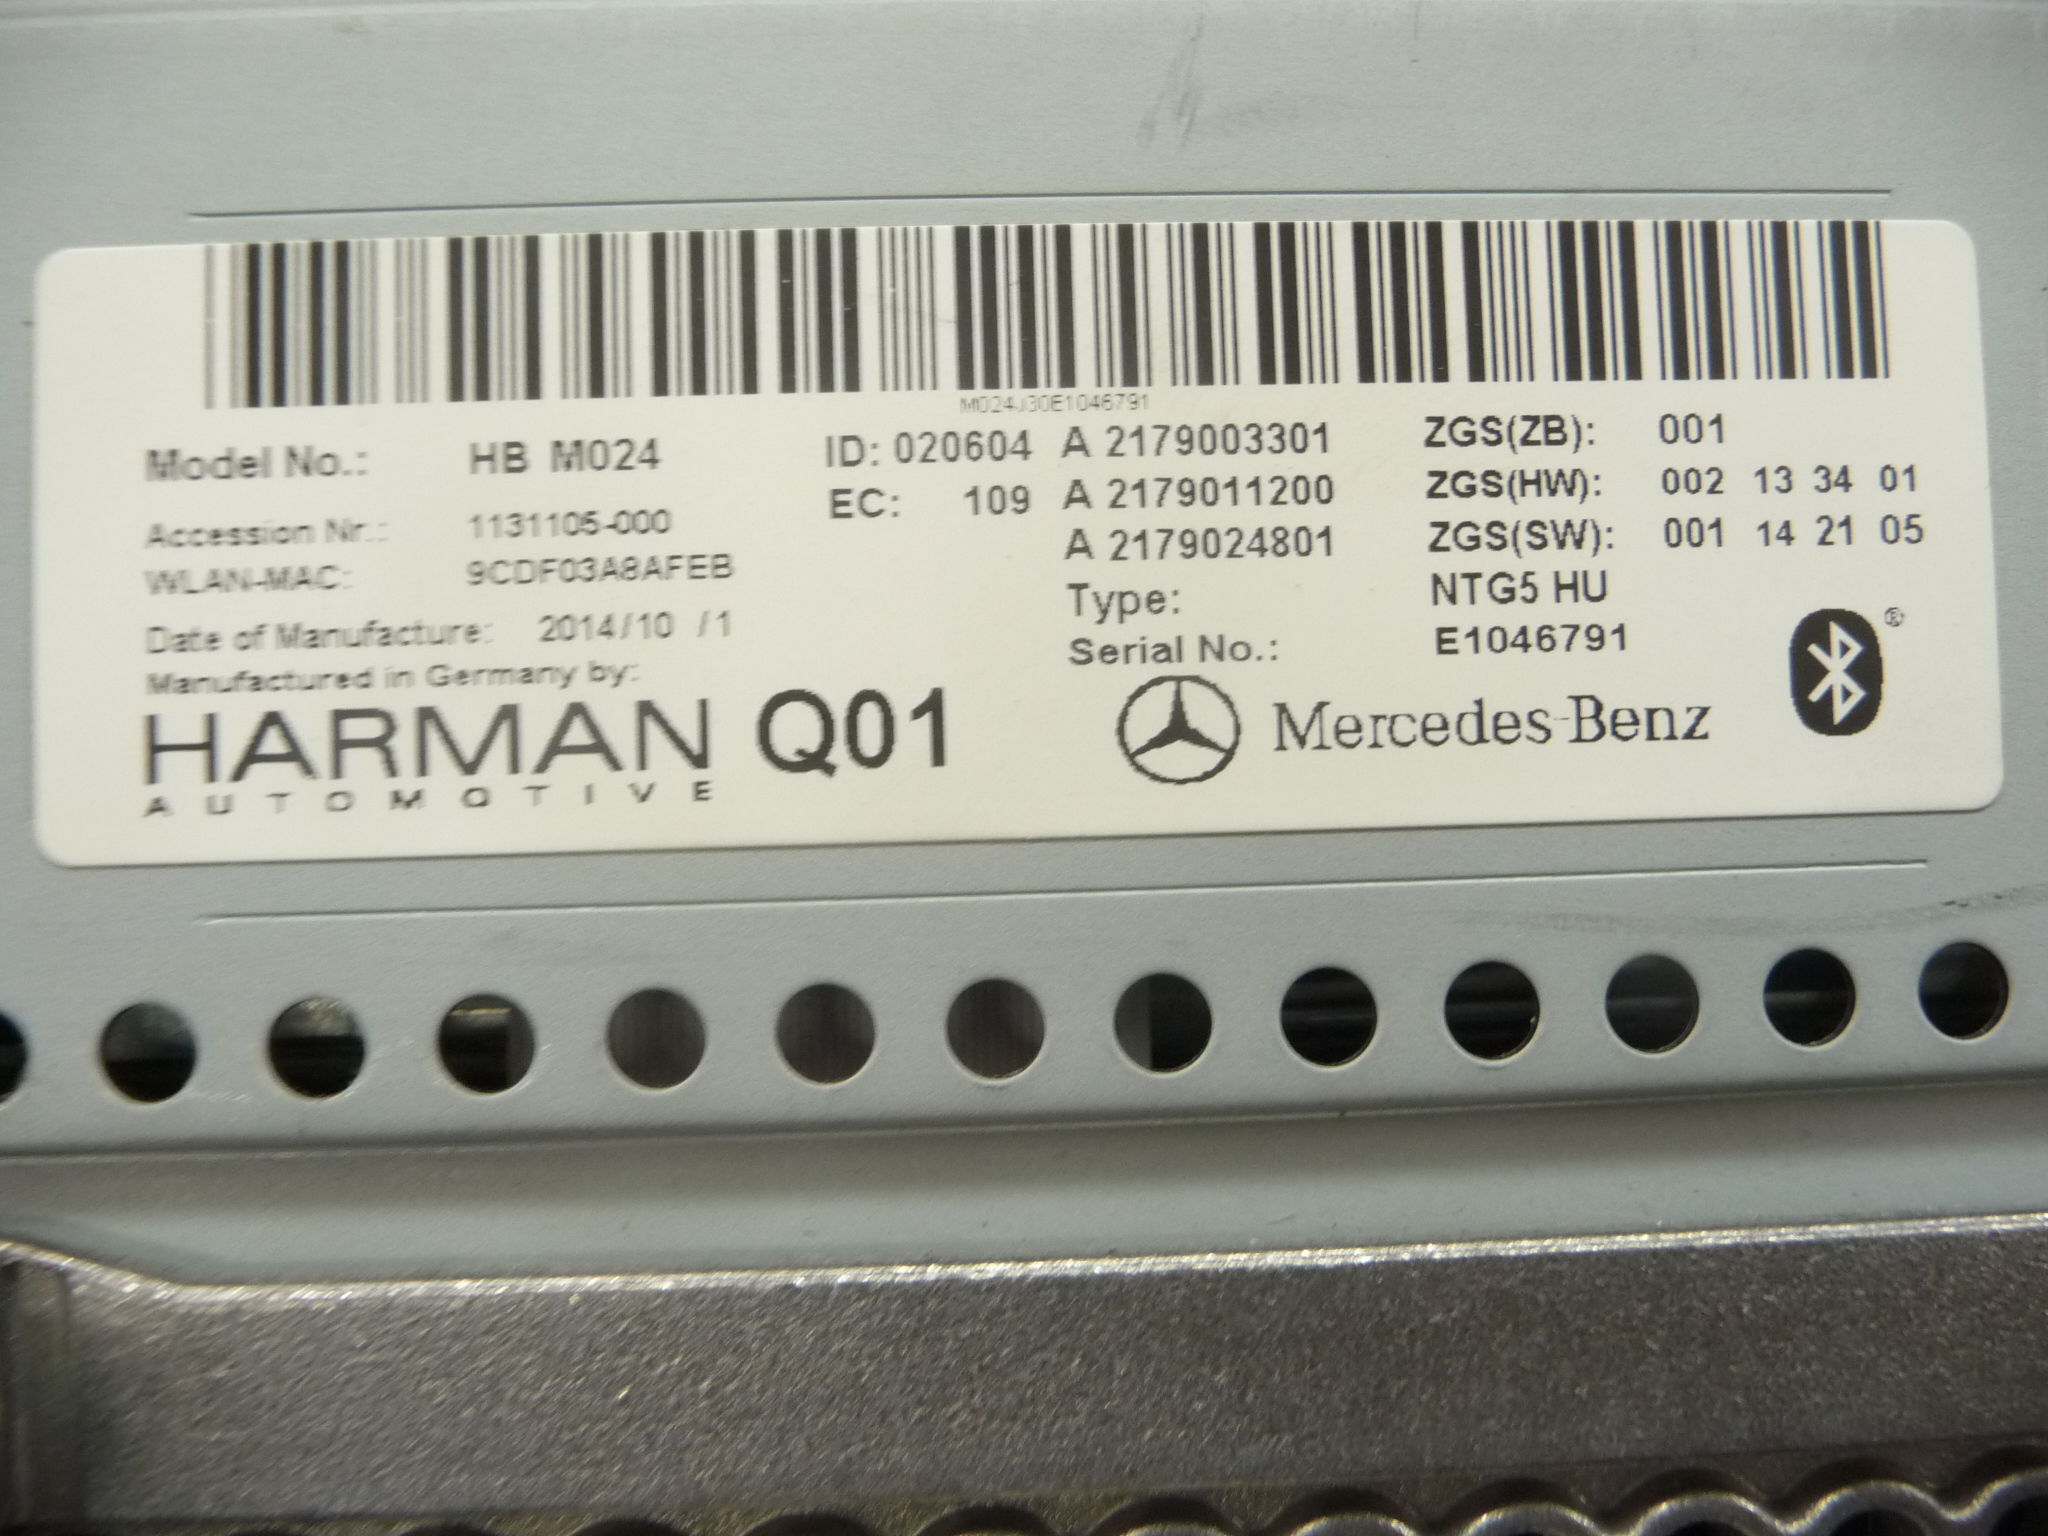 M024J30E1046791
Model No.: HB M024 ID: 020604 A 2179003301 ZGS(ZB): 001
EC: 109 A 2179011200 ZGS(HW): 002 13 34 01
Accession Nr.: 1131105-000 A 2179024801 ZGS(SW): 001 14 21 05
WLAN-MAC: 9CDF03A8AFEB Type: NTG5 HU
Date of Manufacture: 2014/10 /1 Serial No.: E1046791
Manufactured in Germany by:
HARMAN Q01 Mercedes-Benz ®
AUTOMOTIVE